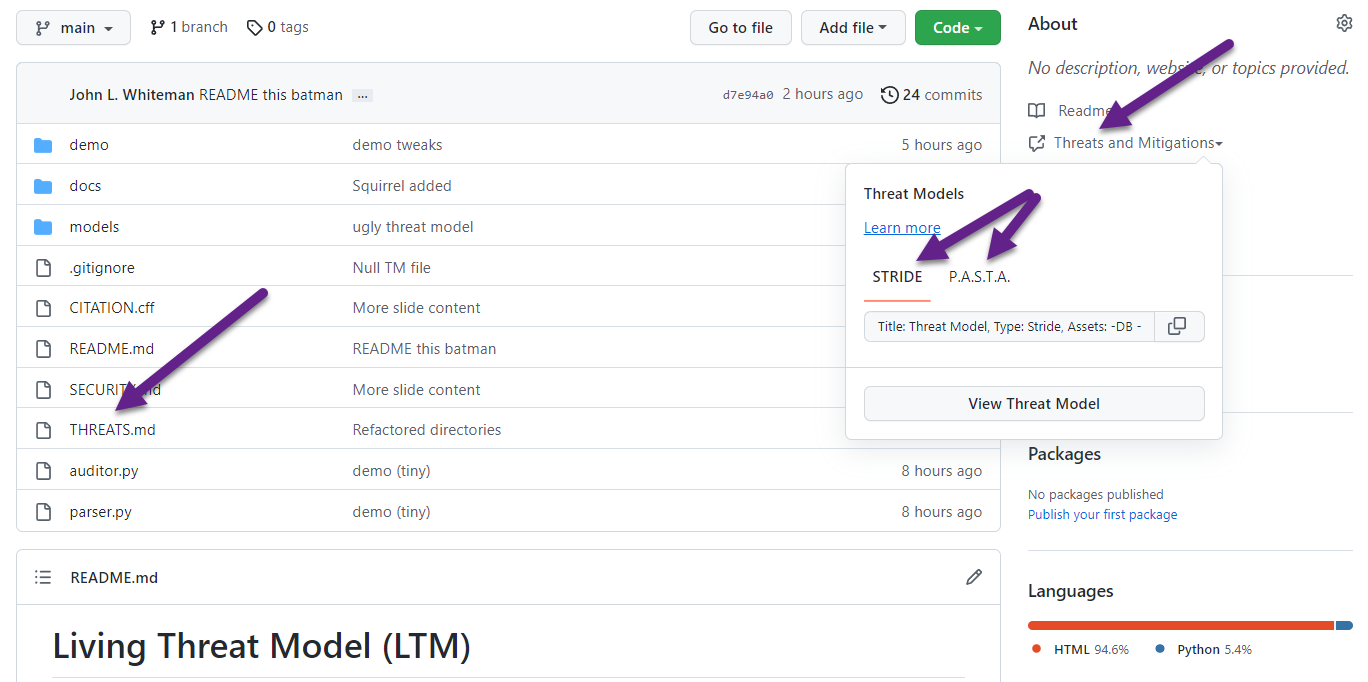 main
1 branch
0 tags
Go to file
Add file
Code
John L. Whiteman README this batman ...
d7e94a0 2 hours ago
24 commits
demo demo tweaks 5 hours ago
docs Squirrel added
models ugly threat model
.gitignore Null TM file
CITATION.cff More slide content
README.md README this batman
SECURITY.md More slide content
THREATS.md Refactored directories
auditor.py demo (tiny) 8 hours ago
parser.py demo (tiny) 8 hours ago
README.md
Living Threat Model (LTM)
About
No description, website, or topics provided.
Readme
Threats and Mitigations
Threat Models
Learn more
STRIDE P.A.S.T.A.
Title: Threat Model, Type: Stride, Assets: -DB -
View Threat Model
Packages
No packages published
Publish your first package
Languages
HTML 94.6% Python 5.4%